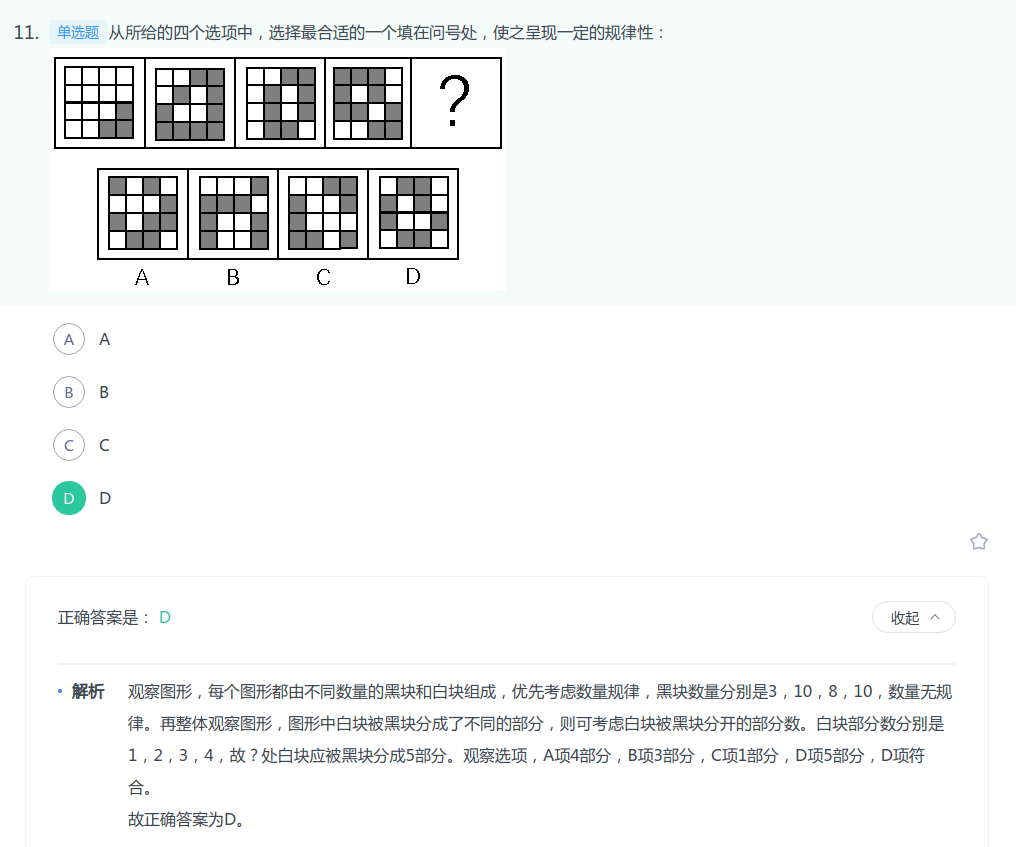 11. 单选题 从所给的四个选项中，选择最合适的一个填在问号处，使之呈现一定的规律性：
?
A B C D
A A
B B
C C
D D
正确答案是： D
收起
• 解析 观察图形，每个图形都由不同数量的黑块和白块组成，优先考虑数量规律，黑块数量分别是3，10，8，10，数量无规
律。再整体观察图形，图形中白块被黑块分成了不同的部分，则可考虑白块被黑块分开的部分数。白块部分数分别是
1，2，3，4，故？处白块应被黑块分成5部分。观察选项，A项4部分，B项3部分，C项1部分，D项5部分，D项符
合。
故正确答案为D。